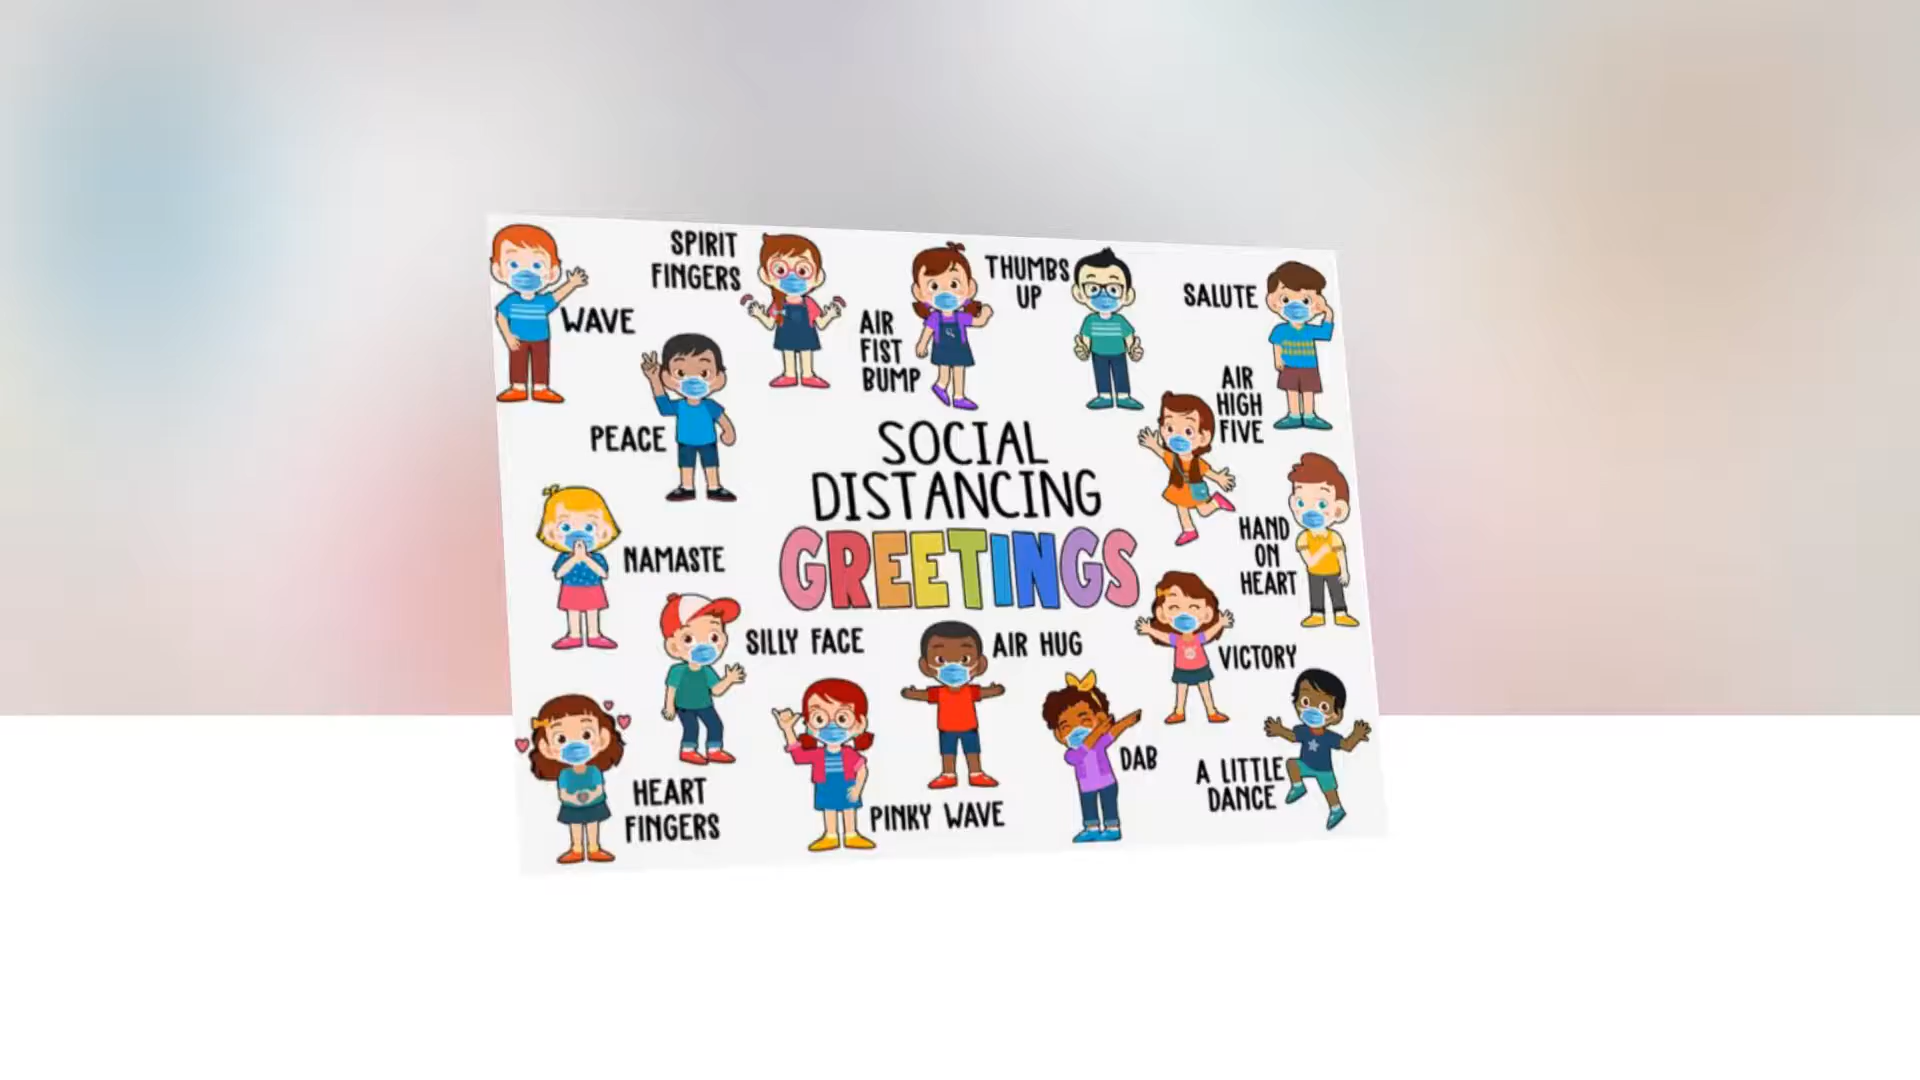 SPIRIT
FINGERS
WAVE
AIR
FIST
BUMP
THUMBS
UP
SALUTE
PEACE
AIR
HIGH
FIVE
SOCIAL
DISTANCING
GREETINGS
NAMASTE
HAND
ON
HEART
SILLY FACE
AIR HUG
VICTORY
HEART
FINGERS
PINKY WAVE
DAB
A LITTLE
DANCE